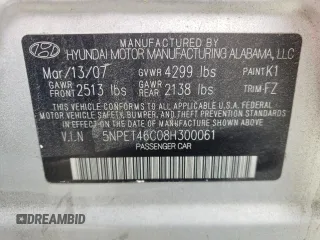 HYUNDAI MOTOR MANUFACTURING ALABAMA, LLC
Mar/13/07 GVWR 4299 lbs PAINT:K1
GAWR FRONT 2513 lbs GAWR REAR 2138 lbs TRIM:FZ
THIS VEHICLE CONFORMS TO ALL APPLICABLE FEDERAL
MOTOR VEHICLE SAFETY, BUMPER, AND THEFT PREVENTION
STANDARDS IN EFFECT ON THE DATE OF MANUFACTURE
SHOWN ABOVE.
V.I.N 5NPET46C08H300061
PASSENGER CAR
© DREAMBID DREAMBID.COM